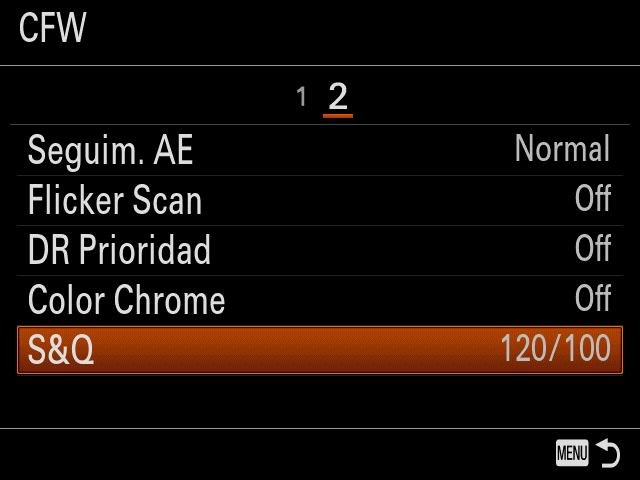 CFW
1 2
Seguim. AE Normal
Flicker Scan Off
DR Prioridad Off
Color Chrome Off
S&Q 120/100
MENU